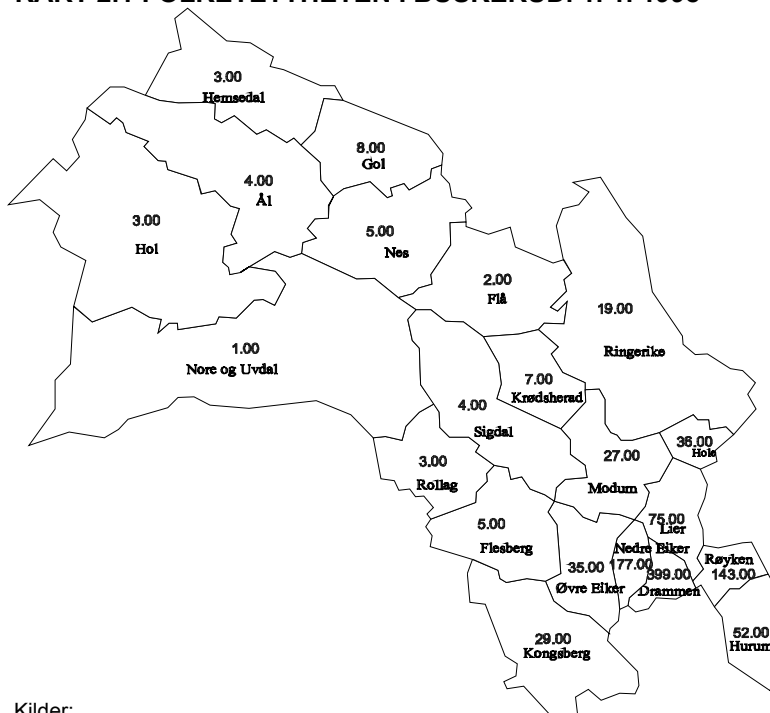 3.00
Hemsedal
8.00
Gol
4.00
Ål
3.00
Hol
5.00
Nes
2.00
Flå
19.00
Ringerike
1.00
Nore og Uvdal
7.00
Krødsherad
4.00
Sigdal
36.00
Hole
27.00
Modum
3.00
Rollag
75.00
Lier
5.00
Flesberg
Nedre Eiker
177.00
35.00
Øvre Eiker
399.00
Drammen
Røyken
143.00
29.00
Kongsberg
52.00
Hurum
Kilder: